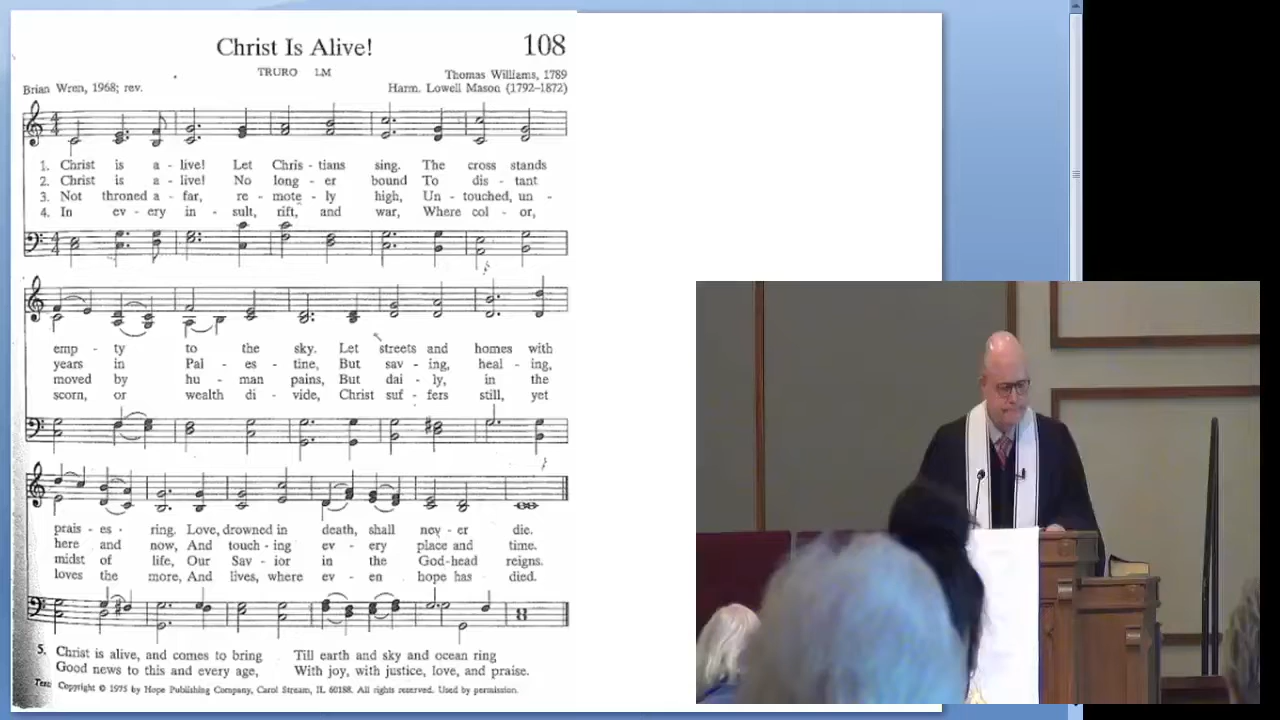 Christ Is Alive!
108
TRURO LM
Thomas Williams, 1789
Brian Wren, 1968; rev.
Harm. Lowell Mason (1792–1872)
1. Christ is a - live! Let Chris - tians sing. The cross stands
2. Christ is a - live! No long - er bound To dis - tant
3. Not throned a - far, re - mote - ly high, Un - touched, un -
4. In ev - ery in - sult, rift, and war, Where col - or,
emp - ty to the sky. Let streets and homes with
years in Pal - es - tine, But sav - ing, heal - ing,
moved by hu - man pains, But dai - ly, in the
scorn, or wealth di - vide, Christ suf - fers still, yet
prais - es ring. Love, drowned in death, shall nev - er die.
here and now, And touch - ing ev - ery place and time.
midst of life, Our Sav - ior in the God-head reigns.
loves the more, And lives, where ev - en hope has died.
5. Christ is alive, and comes to bring Till earth and sky and ocean ring
Good news to this and every age, With joy, with justice, love, and praise.
Text Copyright © 1975 by Hope Publishing Company, Carol Stream, IL 60188. All rights reserved. Used by permission.